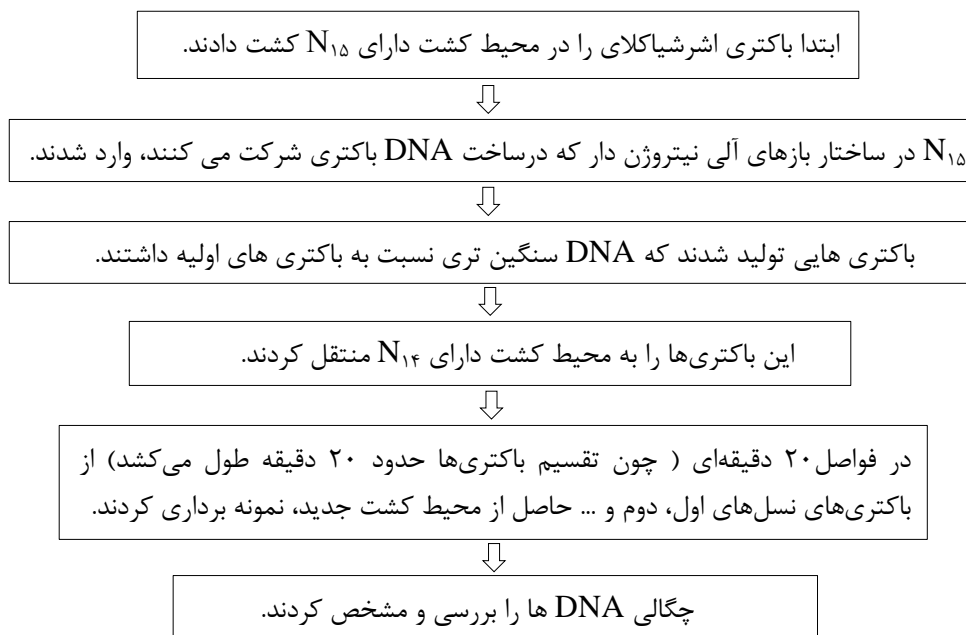 ابتدا باکتری اشرشیاکلای را در محیط کشت دارای N۱۵ کشت دادند.
N۱۵ در ساختار بازهای آلی نیتروژن دار که درساخت DNA باکتری شرکت می کنند، وارد شدند.
باکتری هایی تولید شدند که DNA سنگین تری نسبت به باکتری های اولیه داشتند.
این باکتری‌ها را به محیط کشت دارای N۱۴ منتقل کردند.
در فواصل۲۰ دقیقه‌ای ( چون تقسیم باکتری‌ها حدود ۲۰ دقیقه طول می‌کشد) از
باکتری‌های نسل‌های اول، دوم و ... حاصل از محیط کشت جدید، نمونه برداری کردند.
چگالی DNA ها را بررسی و مشخص کردند.